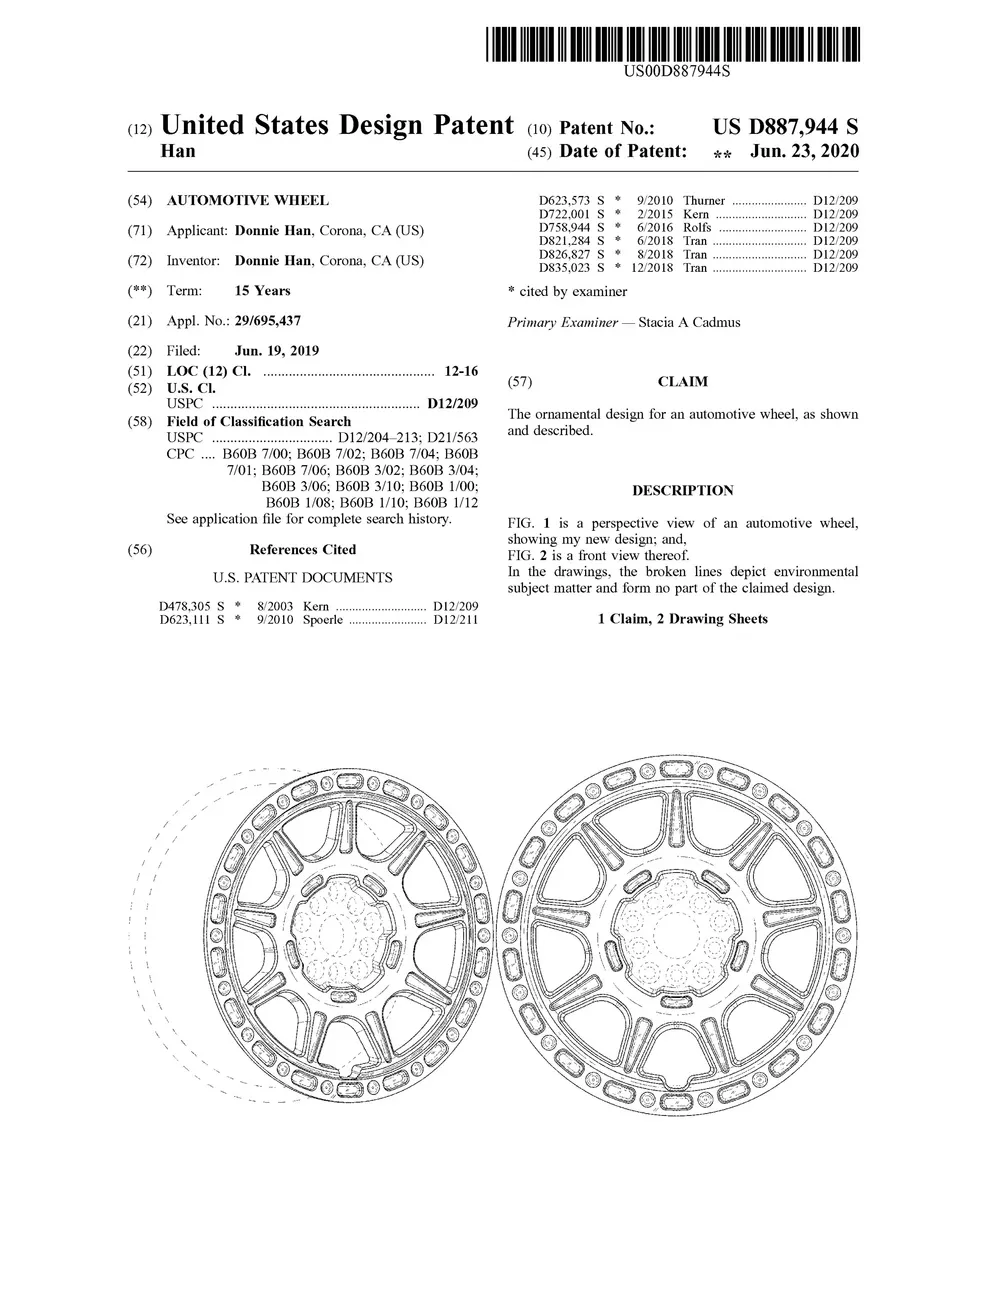 US00D887944S
(12) United States Design Patent
Han
(10) Patent No.: US D887,944 S
(45) Date of Patent: ** Jun. 23, 2020
(54) AUTOMOTIVE WHEEL
(71) Applicant: Donnie Han, Corona, CA (US)
(72) Inventor: Donnie Han, Corona, CA (US)
(**) Term: 15 Years
(21) Appl. No.: 29/695,437
(22) Filed: Jun. 19, 2019
(51) LOC (12) Cl. ............................................... 12-16
(52) U.S. Cl.
USPC ......................................................... D12/209
(58) Field of Classification Search
USPC ................................. D12/204–213; D21/563
CPC .... B60B 7/00; B60B 7/02; B60B 7/04; B60B
7/01; B60B 7/06; B60B 3/02; B60B 3/04;
B60B 3/06; B60B 3/10; B60B 1/00;
B60B 1/08; B60B 1/10; B60B 1/12
See application file for complete search history.
(56) References Cited
U.S. PATENT DOCUMENTS
D478,305 S * 8/2003 Kern ............................ D12/209
D623,111 S * 9/2010 Spoerle ........................ D12/211
D623,573 S * 9/2010 Thurner ....................... D12/209
D722,001 S * 2/2015 Kern ............................ D12/209
D758,944 S * 6/2016 Rolfs ........................... D12/209
D821,284 S * 6/2018 Tran ............................. D12/209
D826,827 S * 8/2018 Tran ............................. D12/209
D835,023 S * 12/2018 Tran ............................. D12/209
* cited by examiner
Primary Examiner — Stacia A Cadmus
(57) CLAIM
The ornamental design for an automotive wheel, as shown
and described.
DESCRIPTION
FIG. 1 is a perspective view of an automotive wheel,
showing my new design; and,
FIG. 2 is a front view thereof.
In the drawings, the broken lines depict environmental
subject matter and form no part of the claimed design.
1 Claim, 2 Drawing Sheets